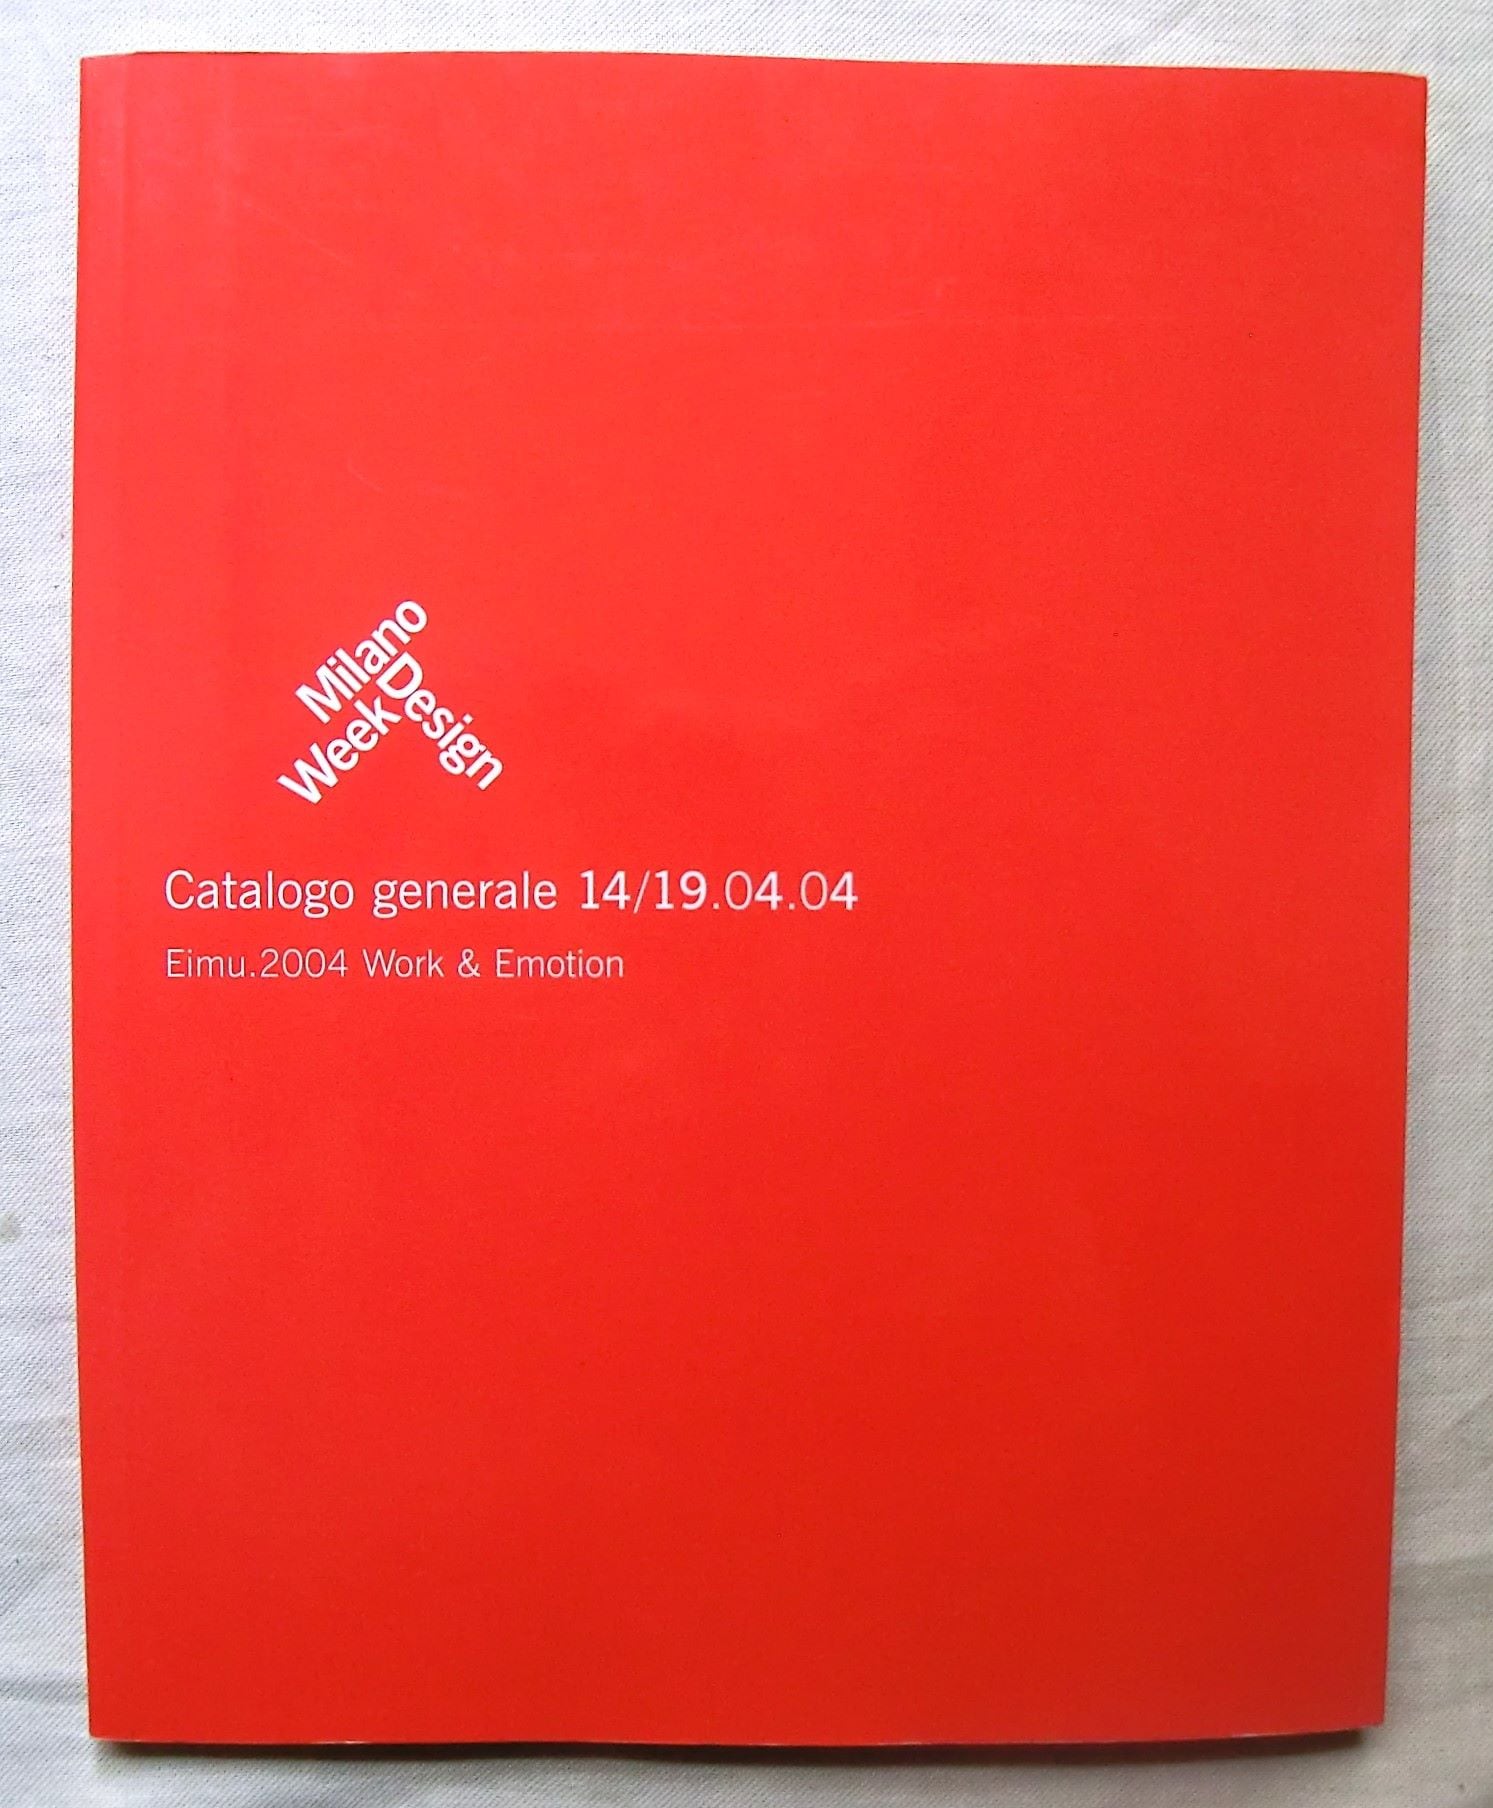 Milano
Design
Week
Catalogo generale 14/19.04.04
Eimu.2004 Work & Emotion